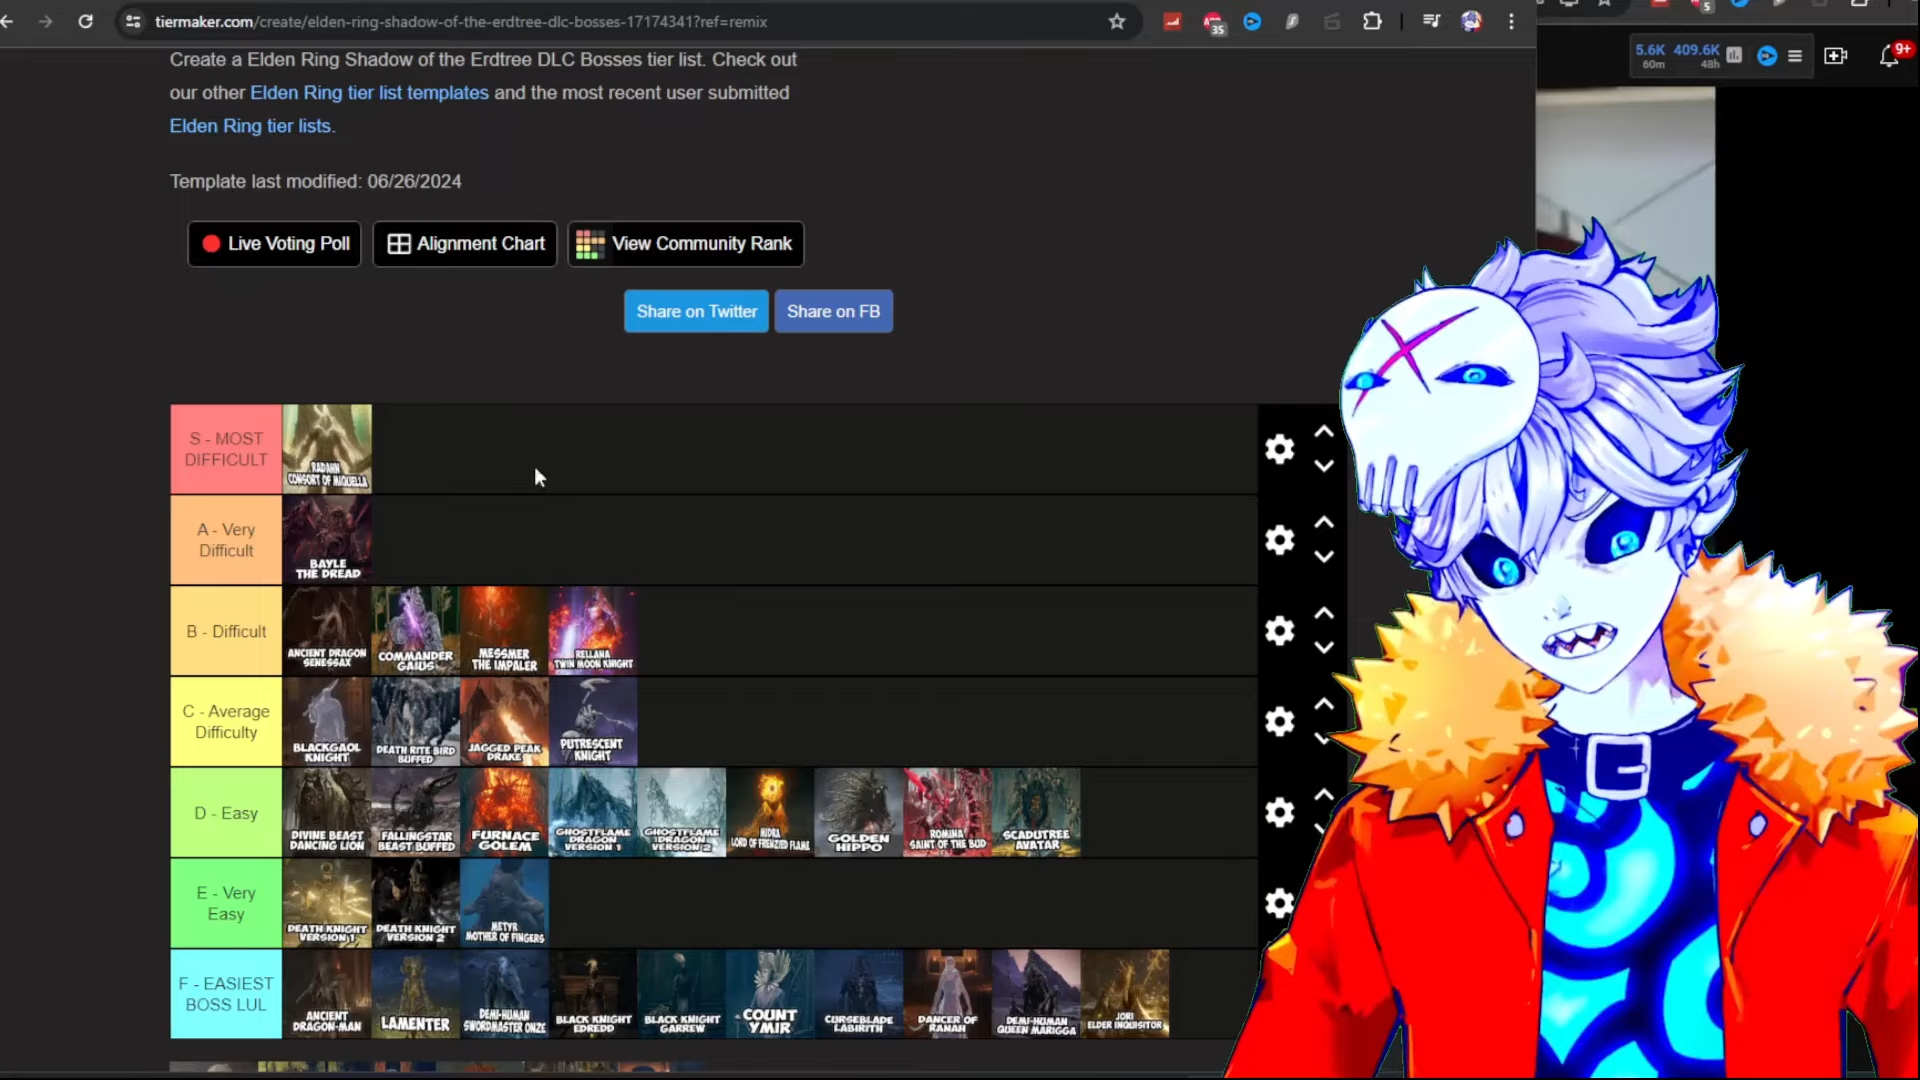 tiermaker.com/create/elden-ring-shadow-of-the-erdtree-dlc-bosses-17174341?ref=remix
35
5
5.6K 409.6K
60m 48h
9+
Create a Elden Ring Shadow of the Erdtree DLC Bosses tier list. Check out
our other Elden Ring tier list templates and the most recent user submitted
Elden Ring tier lists.
Template last modified: 06/26/2024
Live Voting Poll
Alignment Chart
View Community Rank
Share on Twitter
Share on FB
S - MOST
DIFFICULT
RADAHN
CONSORT OF MIQUELLA
A - Very
Difficult
BAYLE
THE DREAD
B - Difficult
ANCIENT DRAGON
SENESSAX
COMMANDER
GAIUS
MESSMER
THE IMPALER
RELLANA
TWIN MOON KNIGHT
C - Average
Difficulty
BLACKGAOL
KNIGHT
DEATH RITE BIRD
BUFFED
JAGGED PEAK
DRAKE
PUTRESCENT
KNIGHT
D - Easy
DIVINE BEAST
DANCING LION
FALLINGSTAR
BEAST BUFFED
FURNACE
GOLEM
GHOSTFLAME
DRAGON
VERSION 1
GHOSTFLAME
DRAGON
VERSION 2
MIDRA
LORD OF FRENZIED FLAME
GOLDEN
HIPPO
ROMINA
SAINT OF THE BUD
SCADUTREE
AVATAR
E - Very
Easy
DEATH KNIGHT
VERSION 1
DEATH KNIGHT
VERSION 2
METYR
MOTHER OF FINGERS
F - EASIEST
BOSS LUL
ANCIENT
DRAGON-MAN
LAMENTER
DEMI-HUMAN
SWORDMASTER ONZE
BLACK KNIGHT
EDREDD
BLACK KNIGHT
GARREW
COUNT
YMIR
CURSEBLADE
LABIRITH
DANCER OF
RANAH
DEMI-HUMAN
QUEEN MARIGGA
JORI
ELDER INQUISITOR